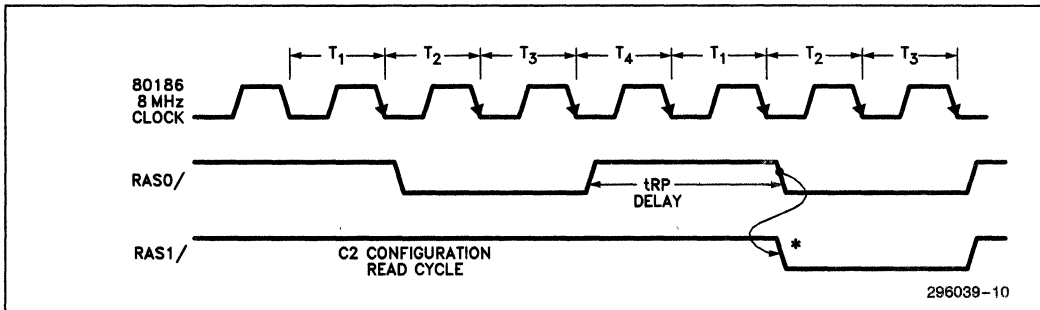 T1 T2 T3 T4 T1 T2 T3
80186
8 MHz
CLOCK
RAS0/
tRP
DELAY
RAS1/
C2 CONFIGURATION
READ CYCLE
*
296039-10